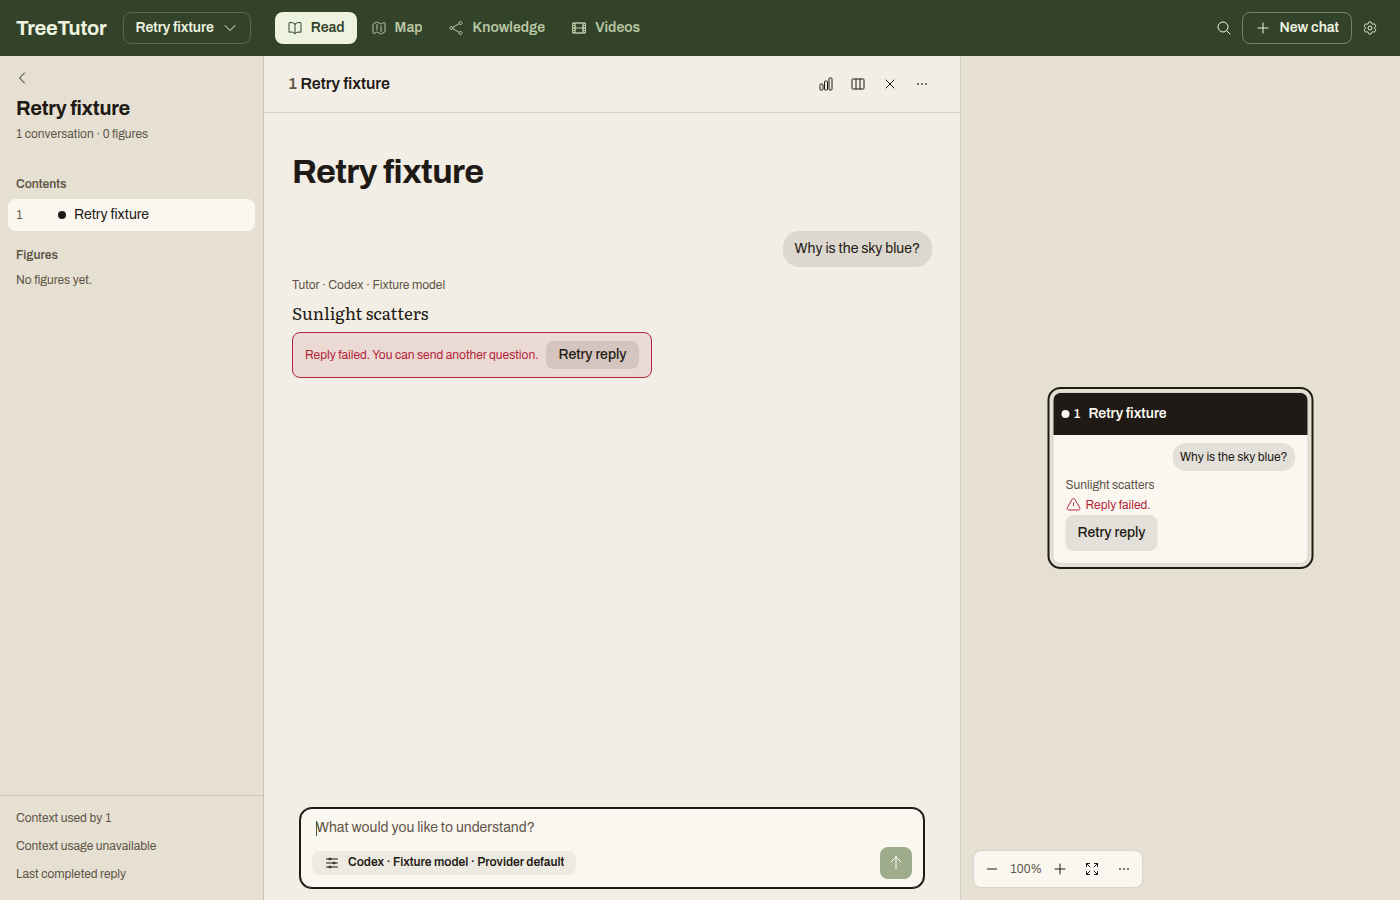 TreeTutor
Retry fixture
Read
Map
Knowledge
Videos
New chat
Retry fixture
1 conversation · 0 figures
Contents
1 Retry fixture
Figures
No figures yet.
Context used by 1
Context usage unavailable
Last completed reply
1 Retry fixture
Retry fixture
Why is the sky blue?
Tutor · Codex · Fixture model
Sunlight scatters
Reply failed. You can send another question. Retry reply
What would you like to understand?
Codex · Fixture model · Provider default
1 Retry fixture
Why is the sky blue?
Sunlight scatters
Reply failed.
Retry reply
100%